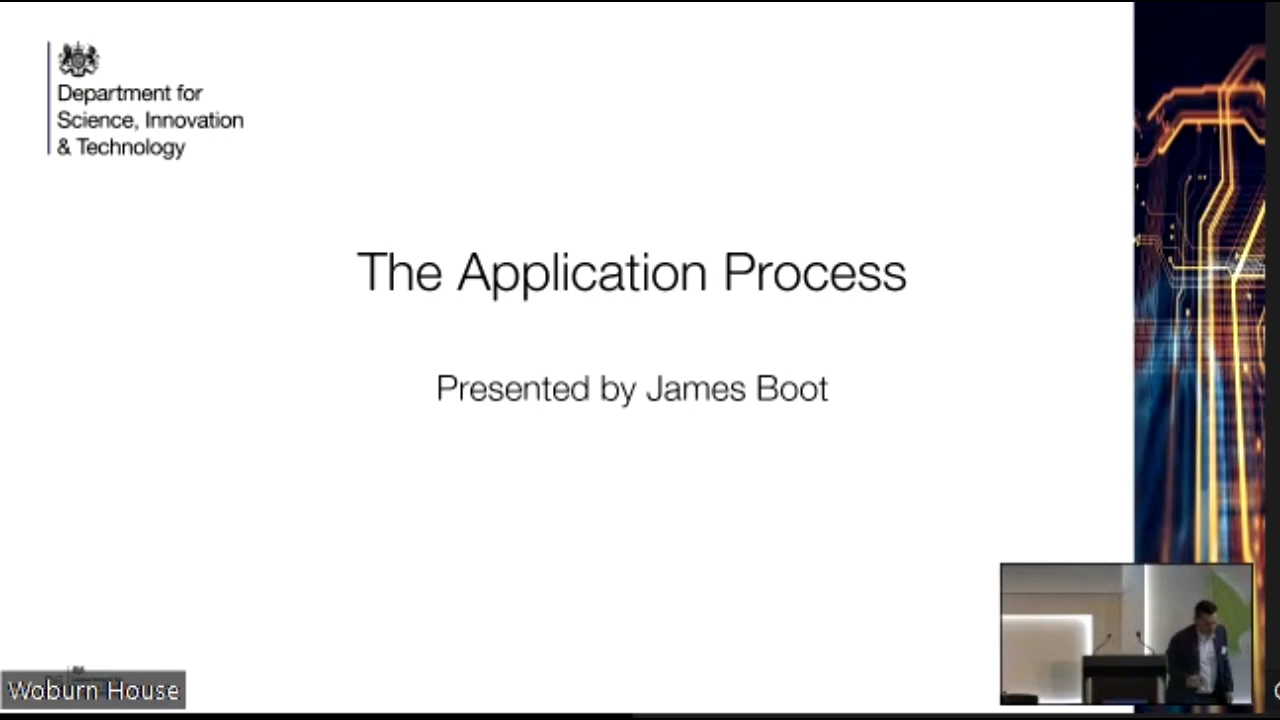 Department for
Science, Innovation
& Technology
The Application Process
Presented by James Boot
Woburn House